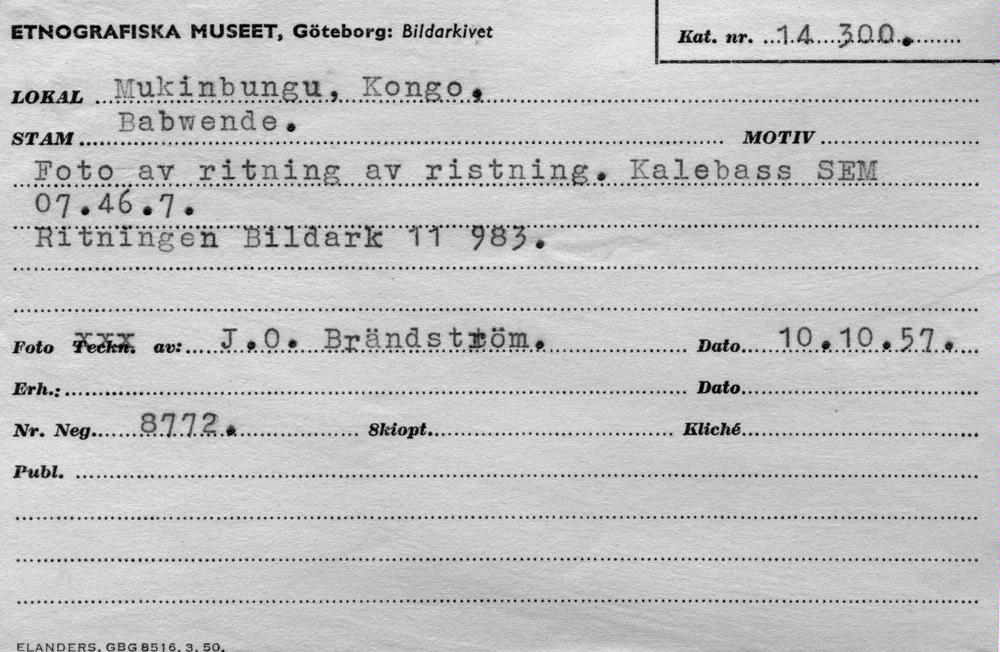 ETNOGRAFISKA MUSEET, Göteborg: Bildarkivet
Kat. nr. 14 300.
LOKAL Mukinbungu, Kongo.
STAM Babwende. MOTIV
Foto av ritning av ristning. Kalebass SEM
07.46.7.
Ritningen Bildark 11 983.
Foto Teckn. av: J.O. Brändström. Dato 10.10.57.
Erh.: Dato
Nr. Neg. 8772. Skiopt. Kliché
Publ.
ELANDERS, GBG 8516. 3. 50.